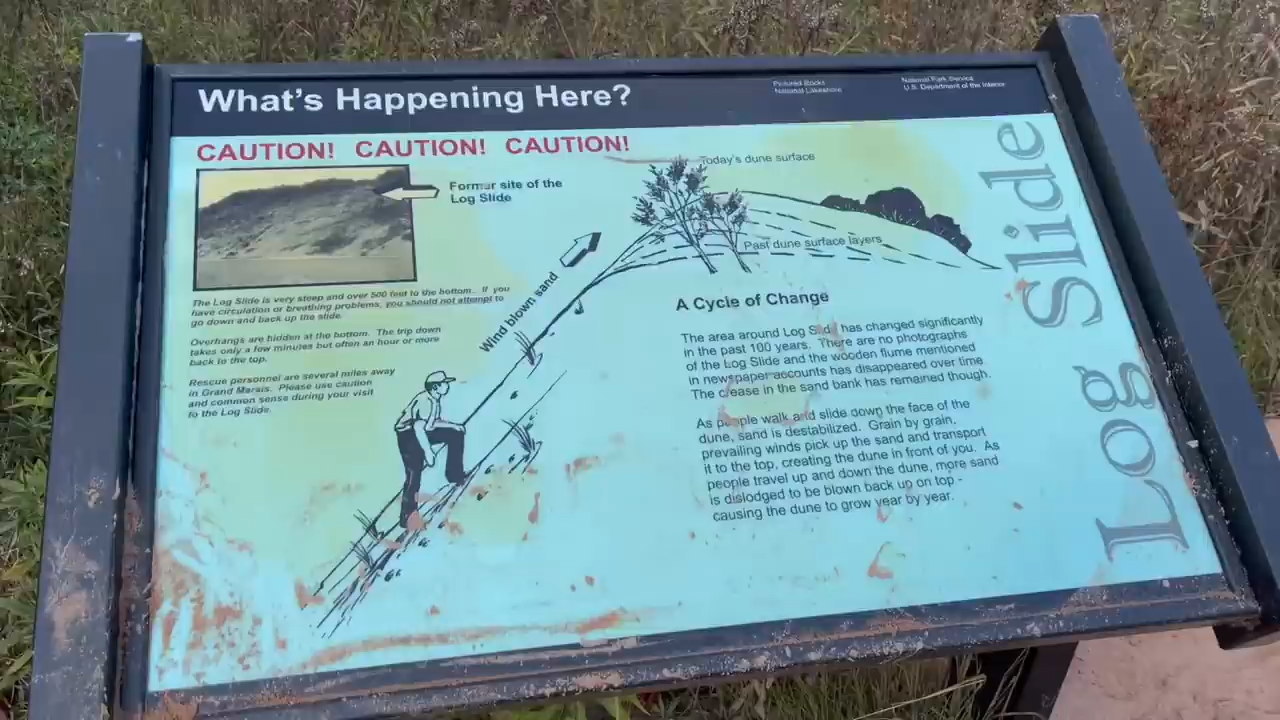 What's Happening Here?
Pictured Rocks
National Lakeshore
National Park Service
U.S. Department of the Interior
CAUTION! CAUTION! CAUTION!
Former site of the
Log Slide
The Log Slide is very steep and over 500 feet to the bottom. If you
have circulation or breathing problems, you should not attempt to
go down and back up the slide.
Overhangs are hidden at the bottom. The trip down
takes only a few minutes but often an hour or more
back to the top.
Rescue personnel are several miles away
in Grand Marais. Please use caution
and common sense during your visit
to the Log Slide.
Wind blown sand
Today's dune surface
Past dune surface layers
A Cycle of Change
The area around Log Slide has changed significantly
in the past 100 years. There are no photographs
of the Log Slide and the wooden flume mentioned
in newspaper accounts has disappeared over time.
The crease in the sand bank has remained though.
As people walk and slide down the face of the
dune, sand is destabilized. Grain by grain,
prevailing winds pick up the sand and transport
it to the top, creating the dune in front of you. As
people travel up and down the dune, more sand
is dislodged to be blown back up on top -
causing the dune to grow year by year.
Log Slide